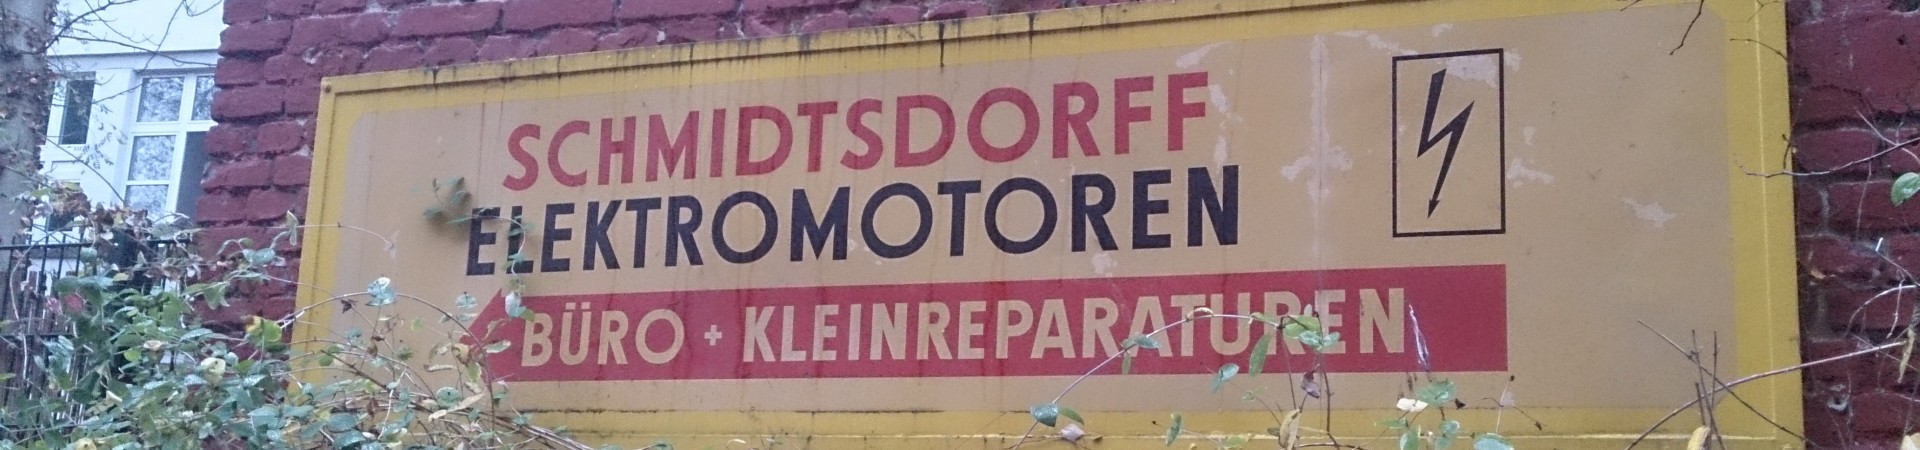 SCHMIDTSDORFF
ELEKTROMOTOREN
BÜRO + KLEINREPARATUREN